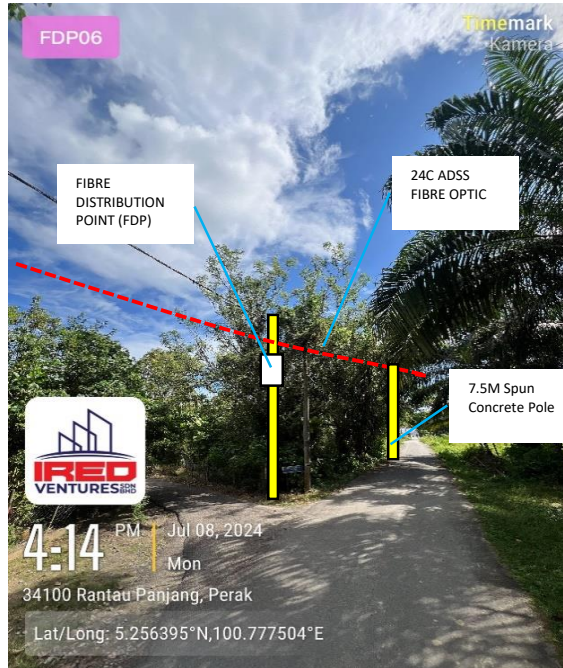 FDP06
Timemark
Kamera
FIBRE
DISTRIBUTION
POINT (FDP)
24C ADSS
FIBRE OPTIC
7.5M Spun
Concrete Pole
IRED
VENTURES SDN BHD
4:14 PM
Jul 08, 2024
Mon
34100 Rantau Panjang, Perak
Lat/Long: 5.256395°N,100.777504°E